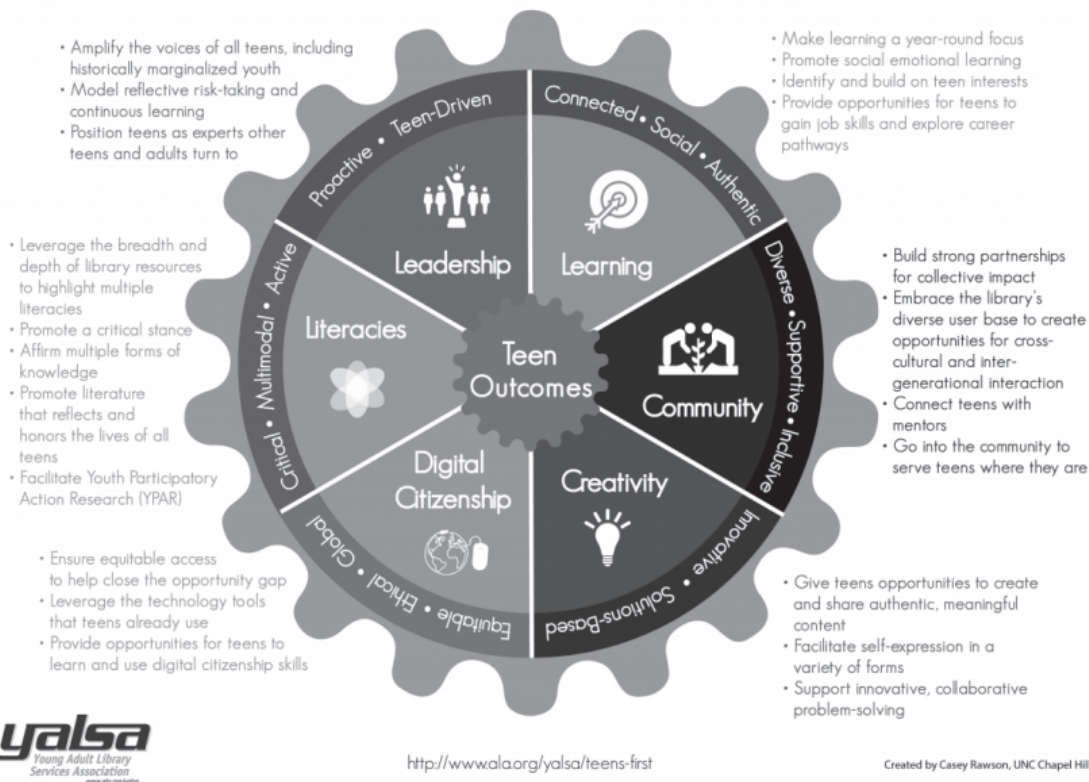 • Amplify the voices of all teens, including
historically marginalized youth
• Model reflective risk-taking and
continuous learning
• Position teens as experts other
teens and adults turn to
• Make learning a year-round focus
• Promote social emotional learning
• Identify and build on teen interests
• Provide opportunities for teens to
gain job skills and explore career
pathways
Proactive • Teen-Driven
Connected • Social • Authentic
Leadership
Learning
• Leverage the breadth and
depth of library resources
to highlight multiple
literacies
• Promote a critical stance
• Affirm multiple forms of
knowledge
• Promote literature
that reflects and
honors the lives of all
teens
• Facilitate Youth Participatory
Action Research (YPAR)
Critical • Multimodal • Active
Literacies
Teen
Outcomes
Community
Diverse • Supportive • Inclusive
• Build strong partnerships
for collective impact
• Embrace the library's
diverse user base to create
opportunities for cross-
cultural and inter-
generational interaction
• Connect teens with
mentors
• Go into the community to
serve teens where they are
Digital
Citizenship
Creativity
Equitable • Ethical • Global
Innovative • Solutions-Based
• Ensure equitable access
to help close the opportunity gap
• Leverage the technology tools
that teens already use
• Provide opportunities for teens to
learn and use digital citizenship skills
• Give teens opportunities to create
and share authentic, meaningful
content
• Facilitate self-expression in a
variety of forms
• Support innovative, collaborative
problem-solving
yalsa
Young Adult Library
Services Association
http://www.ala.org/yalsa/teens-first
Created by Casey Rawson, UNC Chapel Hill